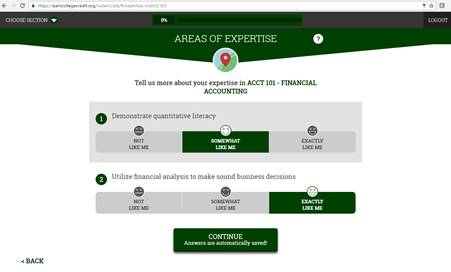 https://earncollegecredit.org
CHOOSE SECTION
0%
LOGOUT
AREAS OF EXPERTISE
?
Tell us more about your expertise in ACCT 101 - FINANCIAL
ACCOUNTING
1 Demonstrate quantitative literacy
NOT
LIKE ME
SOMEWHAT
LIKE ME
EXACTLY
LIKE ME
2 Utilize financial analysis to make sound business decisions
NOT
LIKE ME
SOMEWHAT
LIKE ME
EXACTLY
LIKE ME
CONTINUE
Answers are automatically saved!
< BACK